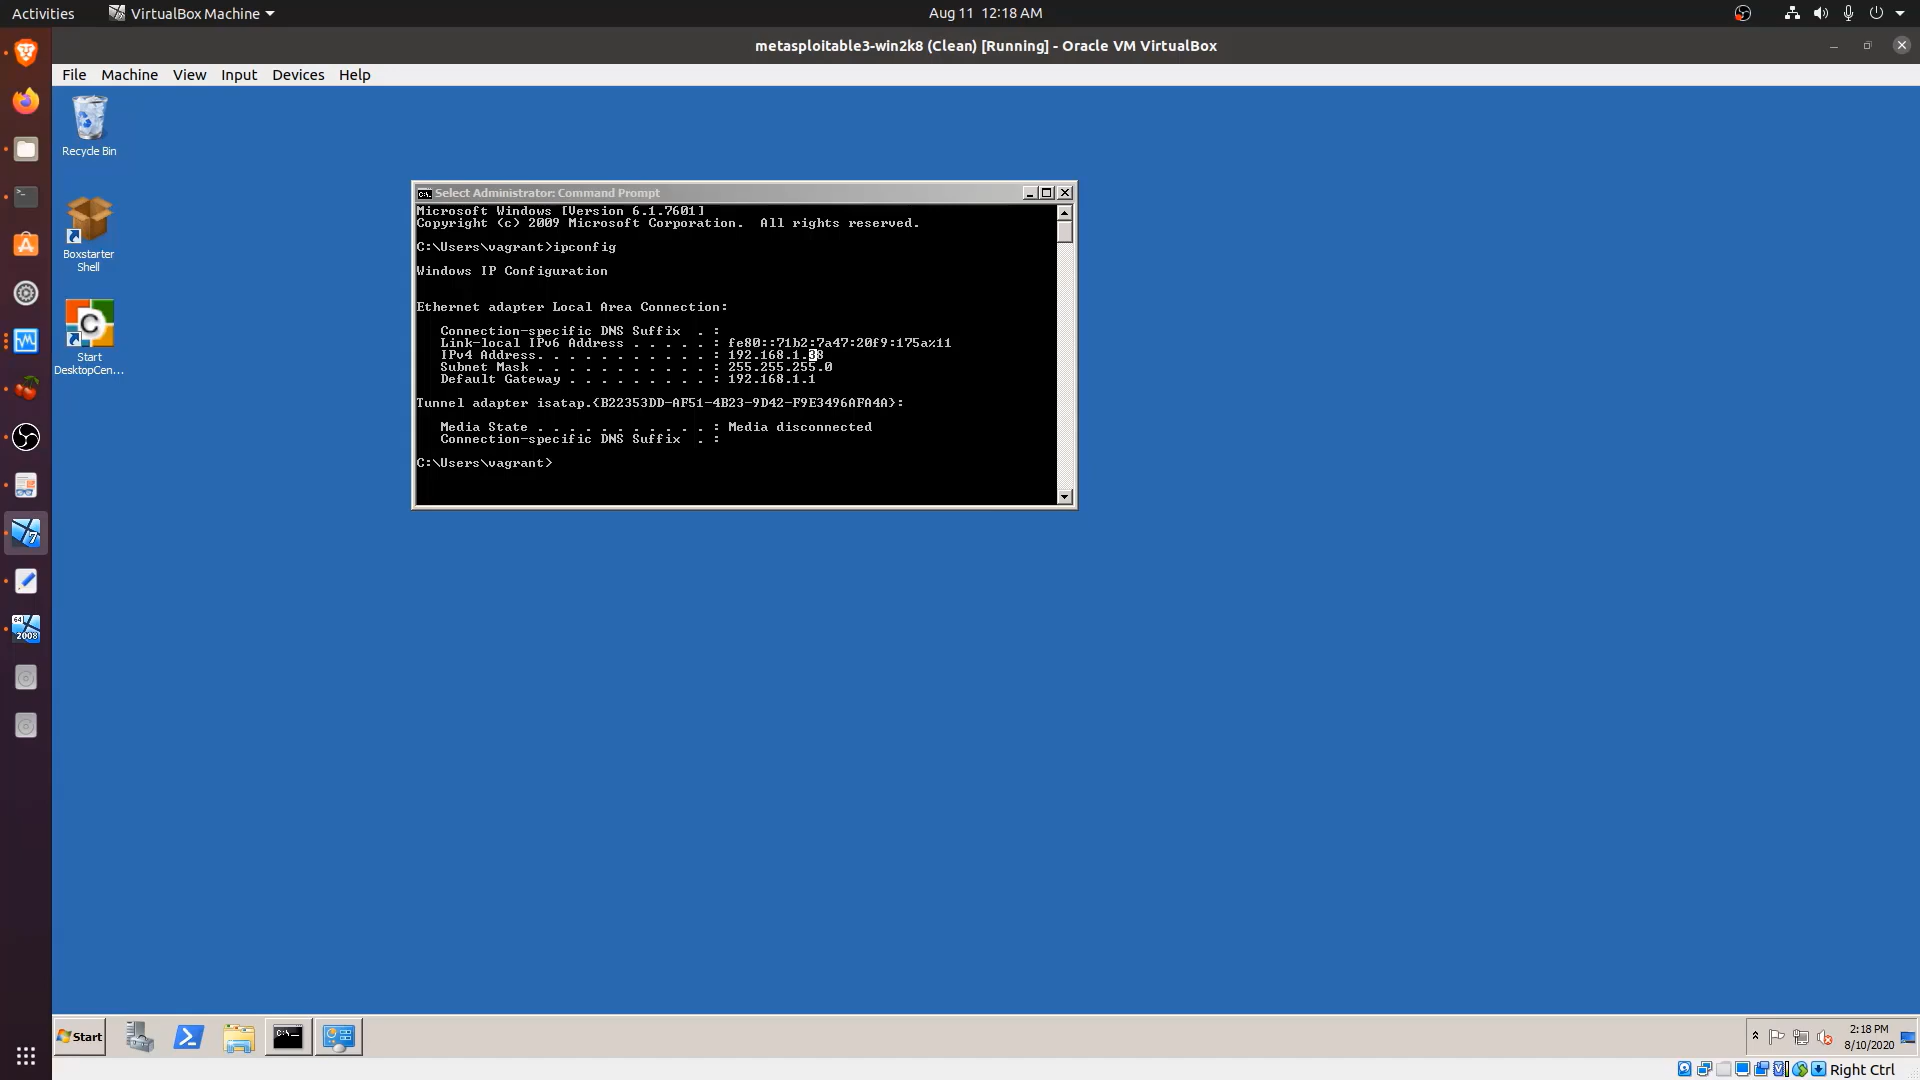 Activities
VirtualBox Machine
Aug 11 12:18 AM
metasploitable3-win2k8 (Clean) [Running] - Oracle VM VirtualBox
File Machine View Input Devices Help
Recycle Bin
Boxstarter
Shell
Start
DesktopCen...
Select Administrator: Command Prompt
Microsoft Windows [Version 6.1.7601]
Copyright (c) 2009 Microsoft Corporation. All rights reserved.
C:\Users\vagrant>ipconfig
Windows IP Configuration
Ethernet adapter Local Area Connection:
Connection-specific DNS Suffix . :
Link-local IPv6 Address . . . . . : fe80::71b2:7a47:20f9:175a%11
IPv4 Address. . . . . . . . . . . : 192.168.1.38
Subnet Mask . . . . . . . . . . . : 255.255.255.0
Default Gateway . . . . . . . . . : 192.168.1.1
Tunnel adapter isatap.{B22353DD-AF51-4B23-9D42-F9E3496AFA4A}:
Media State . . . . . . . . . . . : Media disconnected
Connection-specific DNS Suffix . :
C:\Users\vagrant>
7
64
2008
Start
2:18 PM
8/10/2020
Right Ctrl